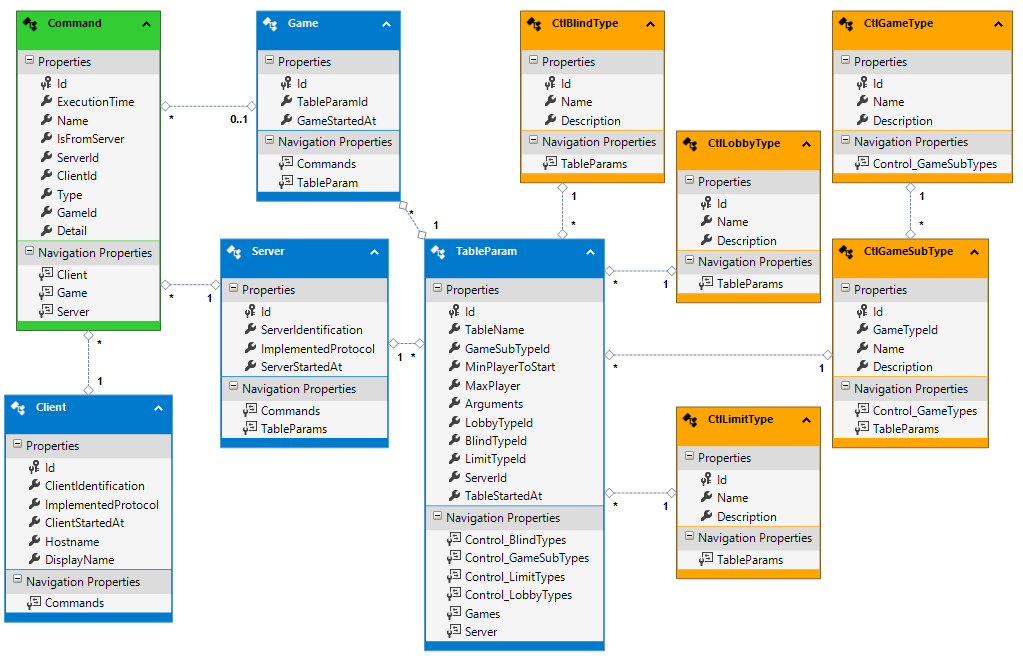 Command
Properties
Id
ExecutionTime
Name
IsFromServer
ServerId
ClientId
Type
GameId
Detail
Navigation Properties
Client
Game
Server
*
0..1
*
1
*
1
Game
Properties
Id
TableParamId
GameStartedAt
Navigation Properties
Commands
TableParam
*
1
CtlBlindType
Properties
Id
Name
Description
Navigation Properties
TableParams
1
*
CtlLobbyType
Properties
Id
Name
Description
Navigation Properties
TableParams
CtlGameType
Properties
Id
Name
Description
Navigation Properties
Control_GameSubTypes
1
*
Server
Properties
Id
ServerIdentification
ImplementedProtocol
ServerStartedAt
Navigation Properties
Commands
TableParams
1
*
TableParam
Properties
Id
TableName
GameSubTypeId
MinPlayerToStart
MaxPlayer
Arguments
LobbyTypeId
BlindTypeId
LimitTypeId
ServerId
TableStartedAt
Navigation Properties
Control_BlindTypes
Control_GameSubTypes
Control_LimitTypes
Control_LobbyTypes
Games
Server
*
1
*
1
*
1
CtlGameSubType
Properties
Id
GameTypeId
Name
Description
Navigation Properties
Control_GameTypes
TableParams
Client
Properties
Id
ClientIdentification
ImplementedProtocol
ClientStartedAt
Hostname
DisplayName
Navigation Properties
Commands
CtlLimitType
Properties
Id
Name
Description
Navigation Properties
TableParams